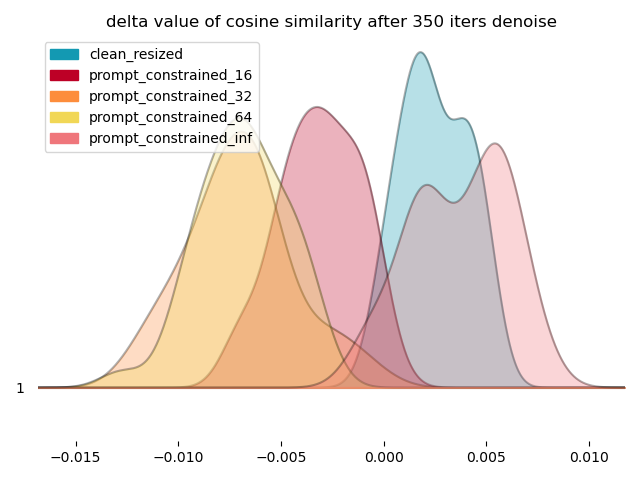 delta value of cosine similarity after 350 iters denoise
clean_resized
prompt_constrained_16
prompt_constrained_32
prompt_constrained_64
prompt_constrained_inf
1
−0.015
−0.010
−0.005
0.000
0.005
0.010